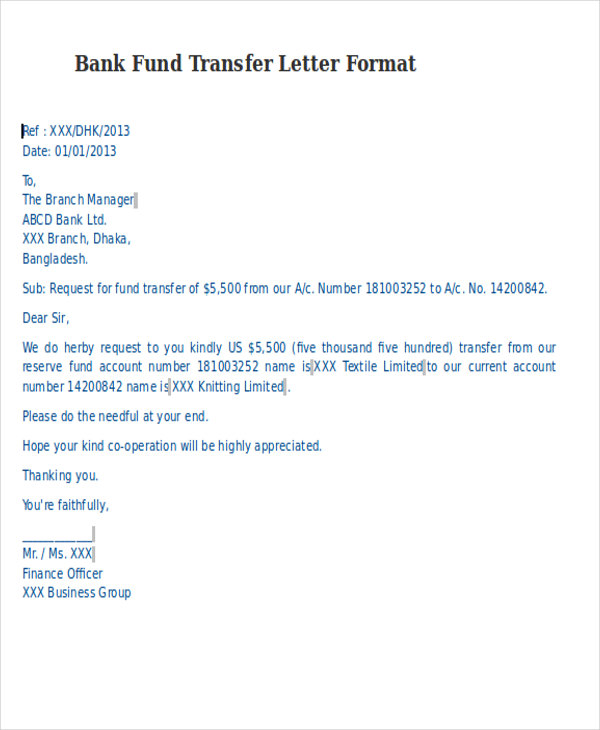 Bank Fund Transfer Letter Format
Ref : XXX/DHK/2013
Date: 01/01/2013
To,
The Branch Manager
ABCD Bank Ltd.
XXX Branch, Dhaka,
Bangladesh.
Sub: Request for fund transfer of $5,500 from our A/c. Number 181003252 to A/c. No. 14200842.
Dear Sir,
We do herby request to you kindly US $5,500 (five thousand five hundred) transfer from our
reserve fund account number 181003252 name is XXX Textile Limited to our current account
number 14200842 name is XXX Knitting Limited .
Please do the needful at your end.
Hope your kind co-operation will be highly appreciated.
Thanking you.
You're faithfully,
____________
Mr. / Ms. XXX
Finance Officer
XXX Business Group